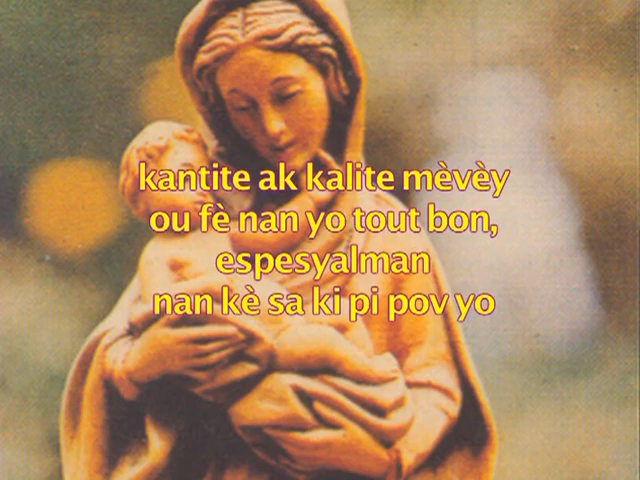 kantite ak kalite mèvèy
ou fè nan yo tout bon,
espesyalman
nan kè sa ki pi pov yo